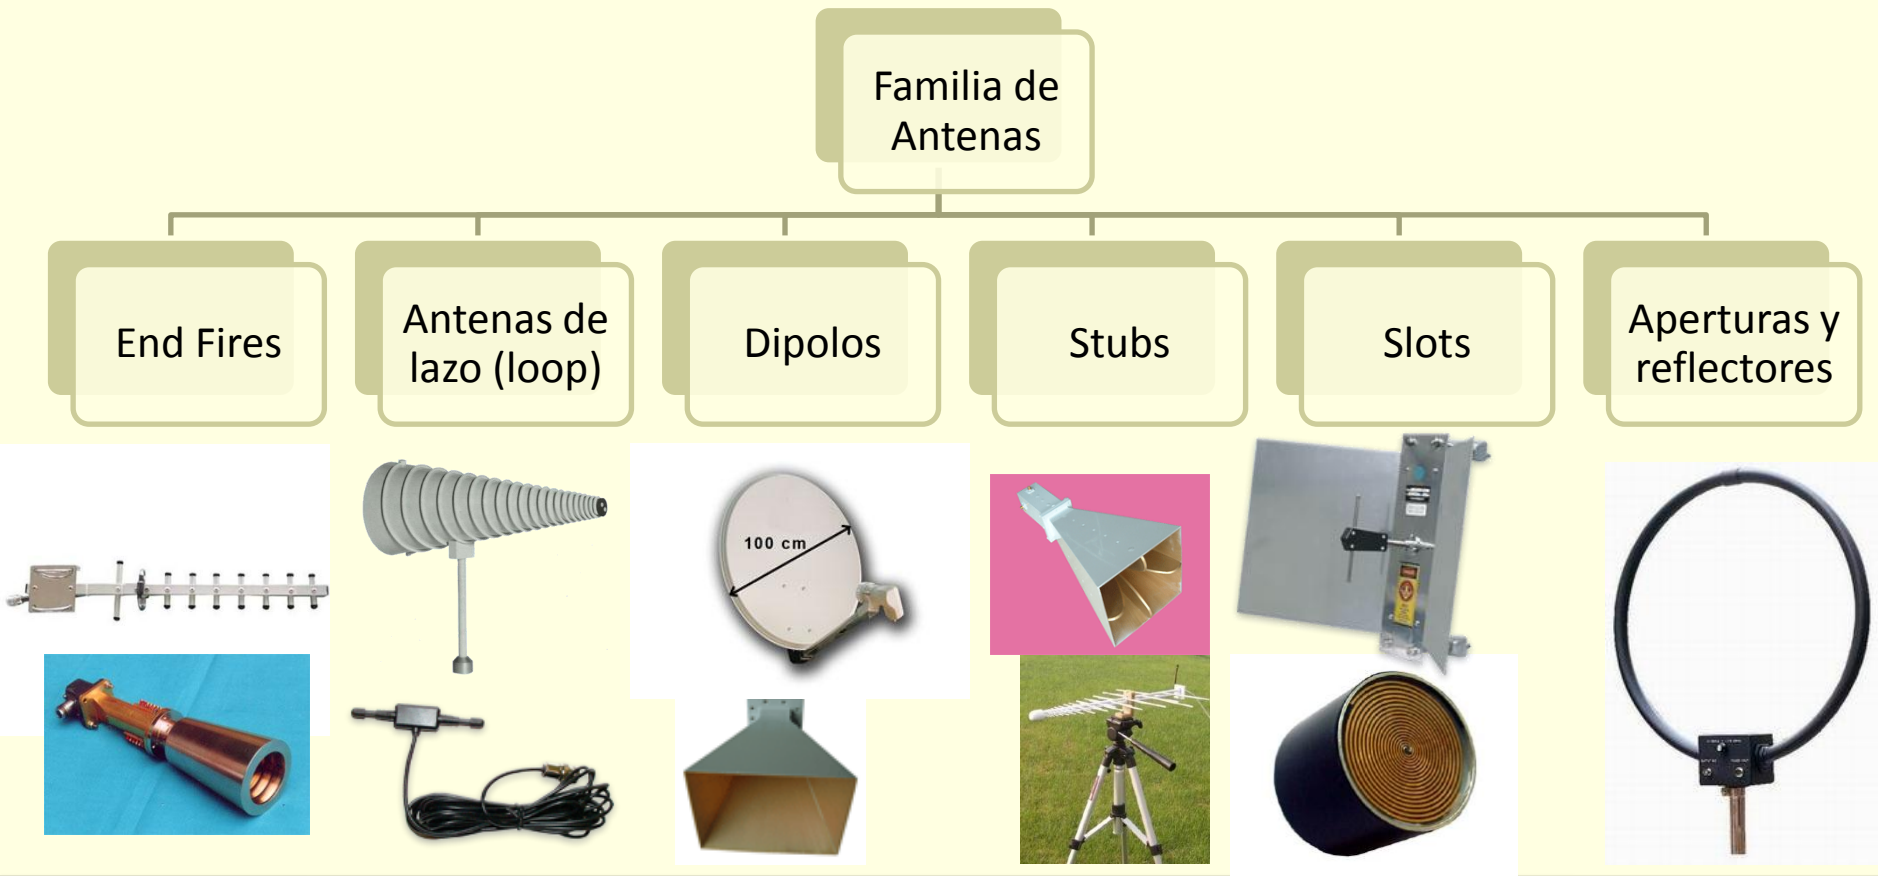 Familia de
Antenas
End Fires
Antenas de
lazo (loop)
Dipolos
Stubs
Slots
Aperturas y
reflectores
100 cm